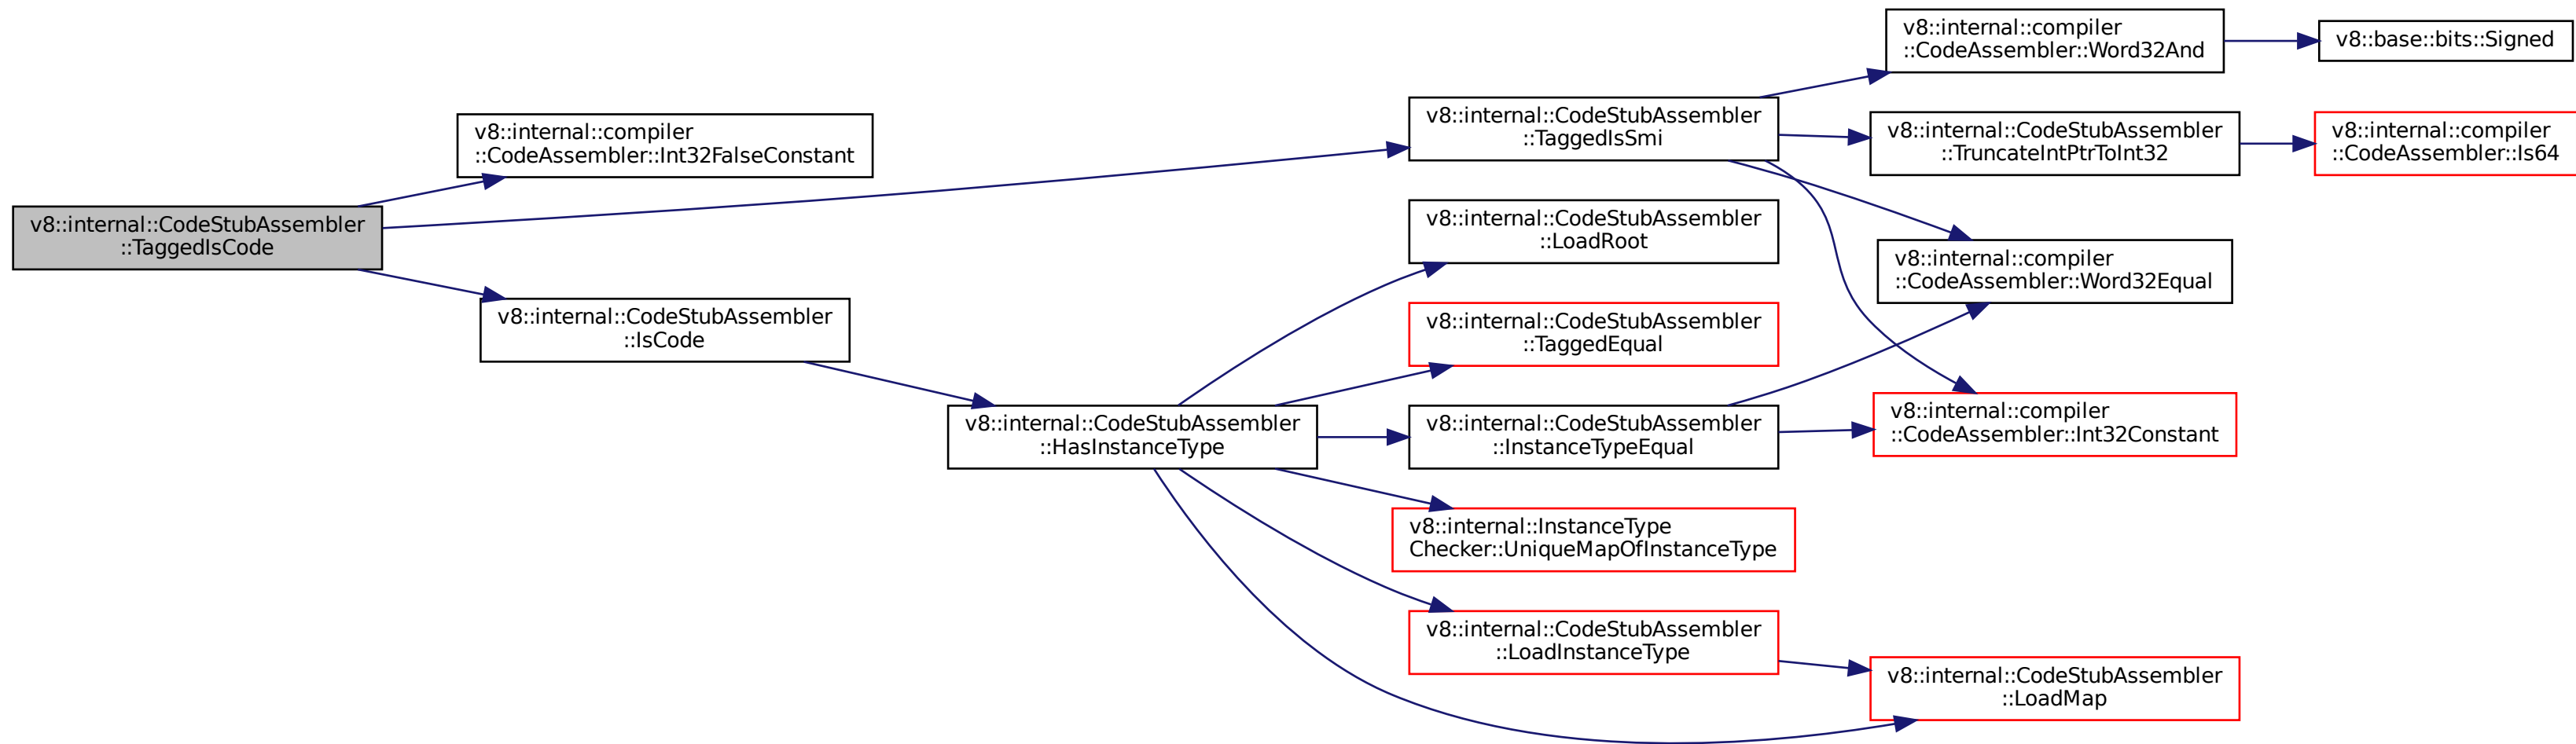 v8::internal::CodeStubAssembler
::TaggedIsCode
v8::internal::compiler
::CodeAssembler::Int32FalseConstant
v8::internal::CodeStubAssembler
::IsCode
v8::internal::CodeStubAssembler
::HasInstanceType
v8::internal::CodeStubAssembler
::TaggedIsSmi
v8::internal::CodeStubAssembler
::LoadRoot
v8::internal::CodeStubAssembler
::TaggedEqual
v8::internal::CodeStubAssembler
::InstanceTypeEqual
v8::internal::InstanceType
Checker::UniqueMapOfInstanceType
v8::internal::CodeStubAssembler
::LoadInstanceType
v8::internal::compiler
::CodeAssembler::Word32And
v8::internal::CodeStubAssembler
::TruncateIntPtrToInt32
v8::internal::compiler
::CodeAssembler::Word32Equal
v8::internal::compiler
::CodeAssembler::Int32Constant
v8::internal::CodeStubAssembler
::LoadMap
v8::base::bits::Signed
v8::internal::compiler
::CodeAssembler::Is64